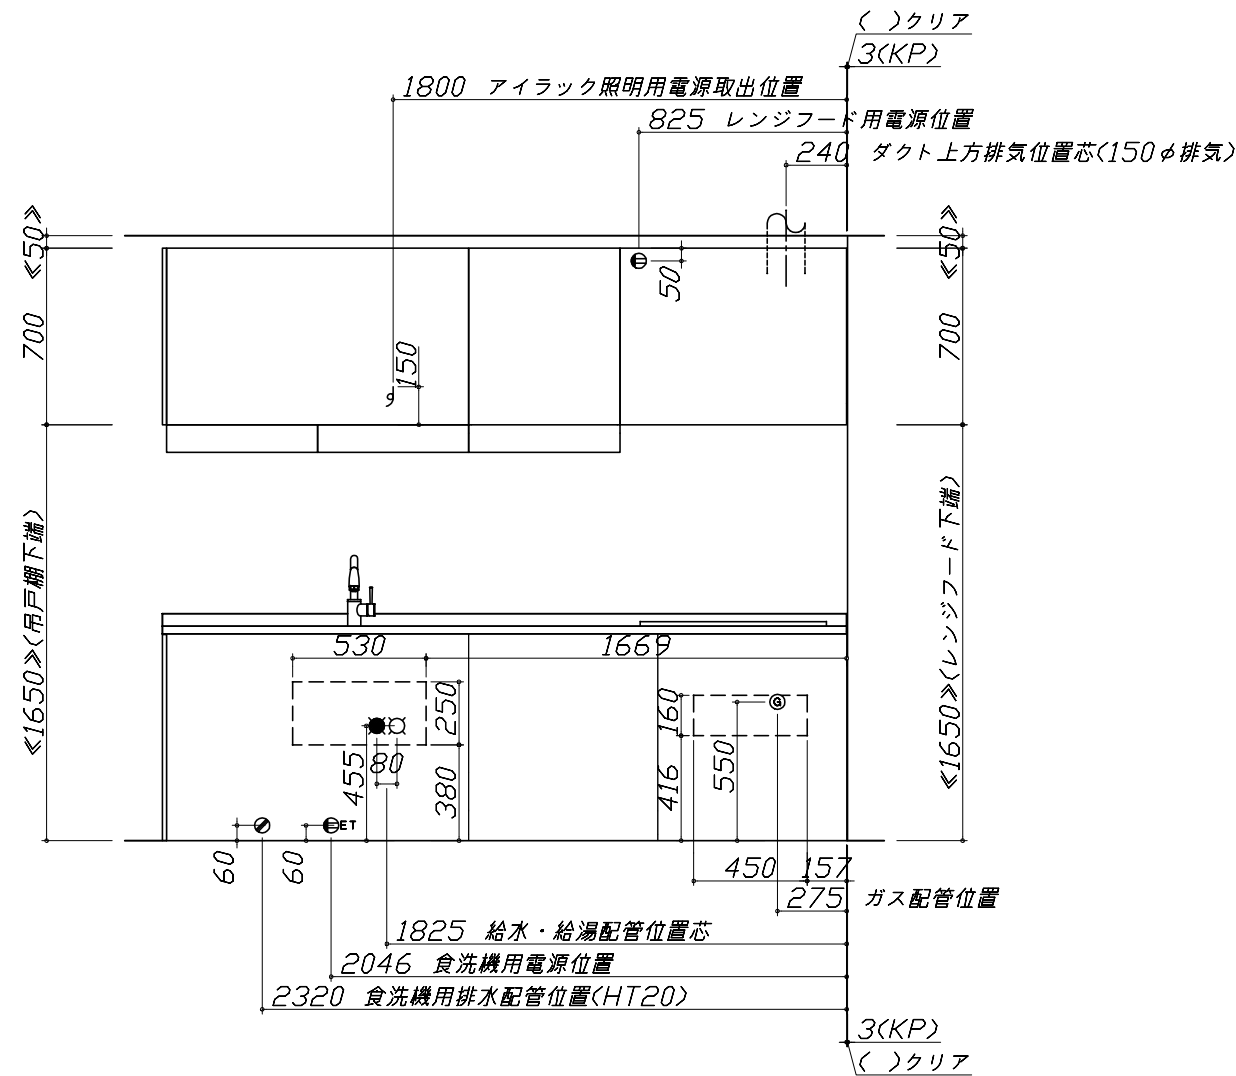 ( )クリア
3(KP)
1800 アイラック照明用電源取出位置
825 レンジフード用電源位置
240 ダクト上方排気位置芯(150φ排気)
≪50≫
≪50≫
50
700
700
150
≪1650≫(吊戸棚下端)
≪1650≫(レンジフード下端)
530
1669
250
160
G
455
80
380
416
550
ET
60
60
450
157
275 ガス配管位置
1825 給水・給湯配管位置芯
2046 食洗機用電源位置
2320 食洗機用排水配管位置(HT20)
3(KP)
( )クリア